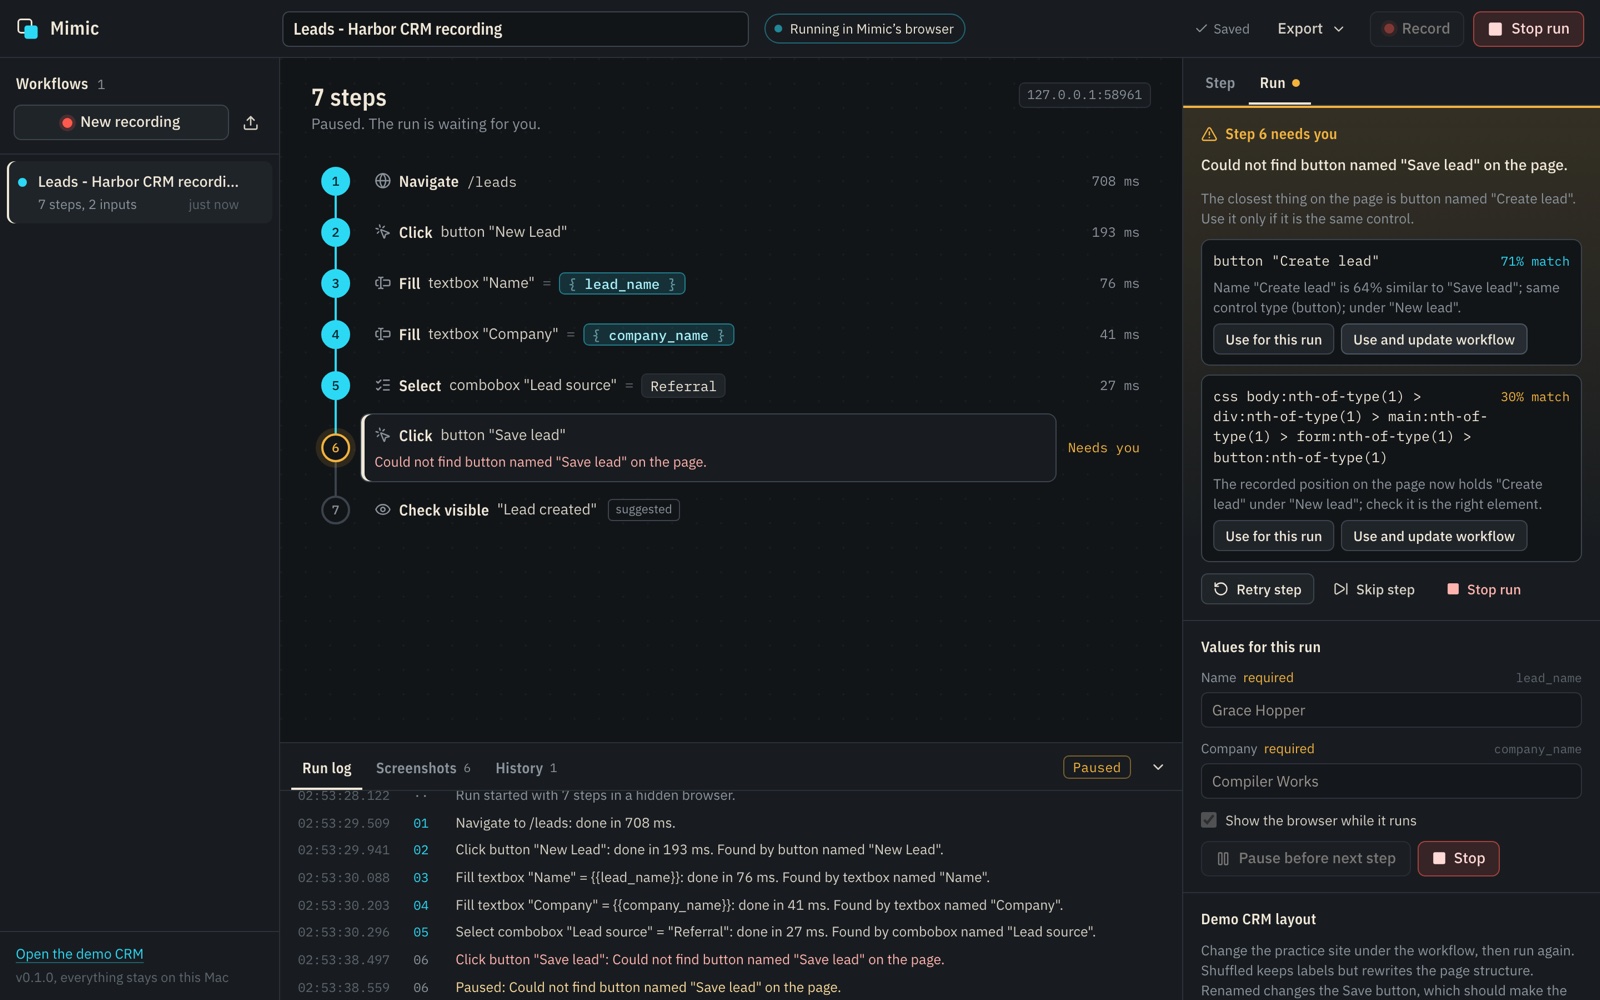 Mimic
Leads - Harbor CRM recording
Running in Mimic's browser
Saved
Export
Record
Stop run
Workflows 1
New recording
Leads - Harbor CRM recordi...
7 steps, 2 inputs
just now
Open the demo CRM
v0.1.0, everything stays on this Mac
7 steps
127.0.0.1:58961
Paused. The run is waiting for you.
1 Navigate /leads 708 ms
2 Click button "New Lead" 193 ms
3 Fill textbox "Name" = { lead_name } 76 ms
4 Fill textbox "Company" = { company_name } 41 ms
5 Select combobox "Lead source" = Referral 27 ms
6 Click button "Save lead"
Could not find button named "Save lead" on the page.
Needs you
7 Check visible "Lead created" suggested
Run log
Screenshots 6
History 1
Paused
02:53:28.122 ·· Run started with 7 steps in a hidden browser.
02:53:29.509 01 Navigate to /leads: done in 708 ms.
02:53:29.941 02 Click button "New Lead": done in 193 ms. Found by button named "New Lead".
02:53:30.088 03 Fill textbox "Name" = {{lead_name}}: done in 76 ms. Found by textbox named "Name".
02:53:30.203 04 Fill textbox "Company" = {{company_name}}: done in 41 ms. Found by textbox named "Company".
02:53:30.296 05 Select combobox "Lead source" = "Referral": done in 27 ms. Found by combobox named "Lead source".
02:53:38.497 06 Click button "Save lead": Could not find button named "Save lead" on the page.
02:53:38.559 06 Paused: Could not find button named "Save lead" on the page.
Step
Run
Step 6 needs you
Could not find button named "Save lead" on the page.
The closest thing on the page is button named "Create lead".
Use it only if it is the same control.
button "Create lead" 71% match
Name "Create lead" is 64% similar to "Save lead"; same
control type (button); under "New lead".
Use for this run
Use and update workflow
css body:nth-of-type(1) > 30% match
div:nth-of-type(1) > main:nth-of-
type(1) > form:nth-of-type(1) >
button:nth-of-type(1)
The recorded position on the page now holds "Create
lead" under "New lead"; check it is the right element.
Use for this run
Use and update workflow
Retry step
Skip step
Stop run
Values for this run
Name required lead_name
Grace Hopper
Company required company_name
Compiler Works
Show the browser while it runs
Pause before next step
Stop
Demo CRM layout
Change the practice site under the workflow, then run again.
Shuffled keeps labels but rewrites the page structure.
Renamed changes the Save button, which should make the